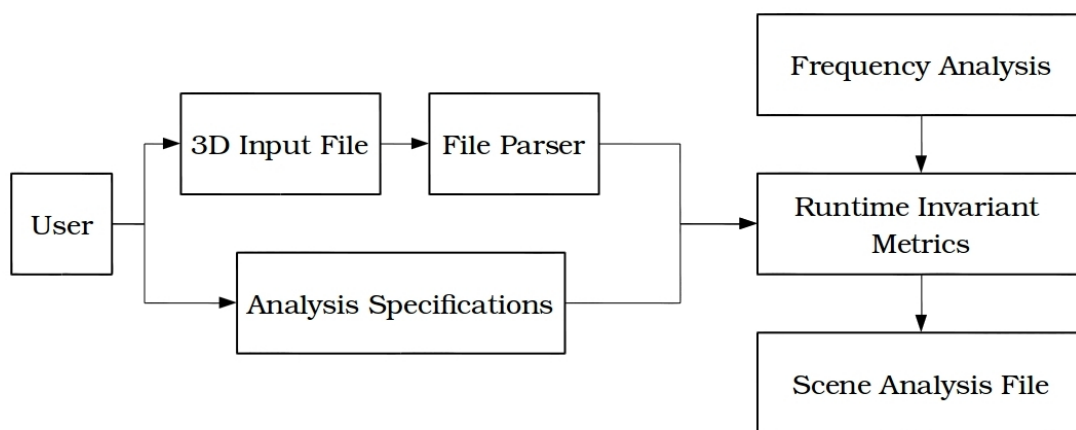 Frequency Analysis
3D Input File
File Parser
User
Runtime Invariant
Metrics
Analysis Specifications
Scene Analysis File